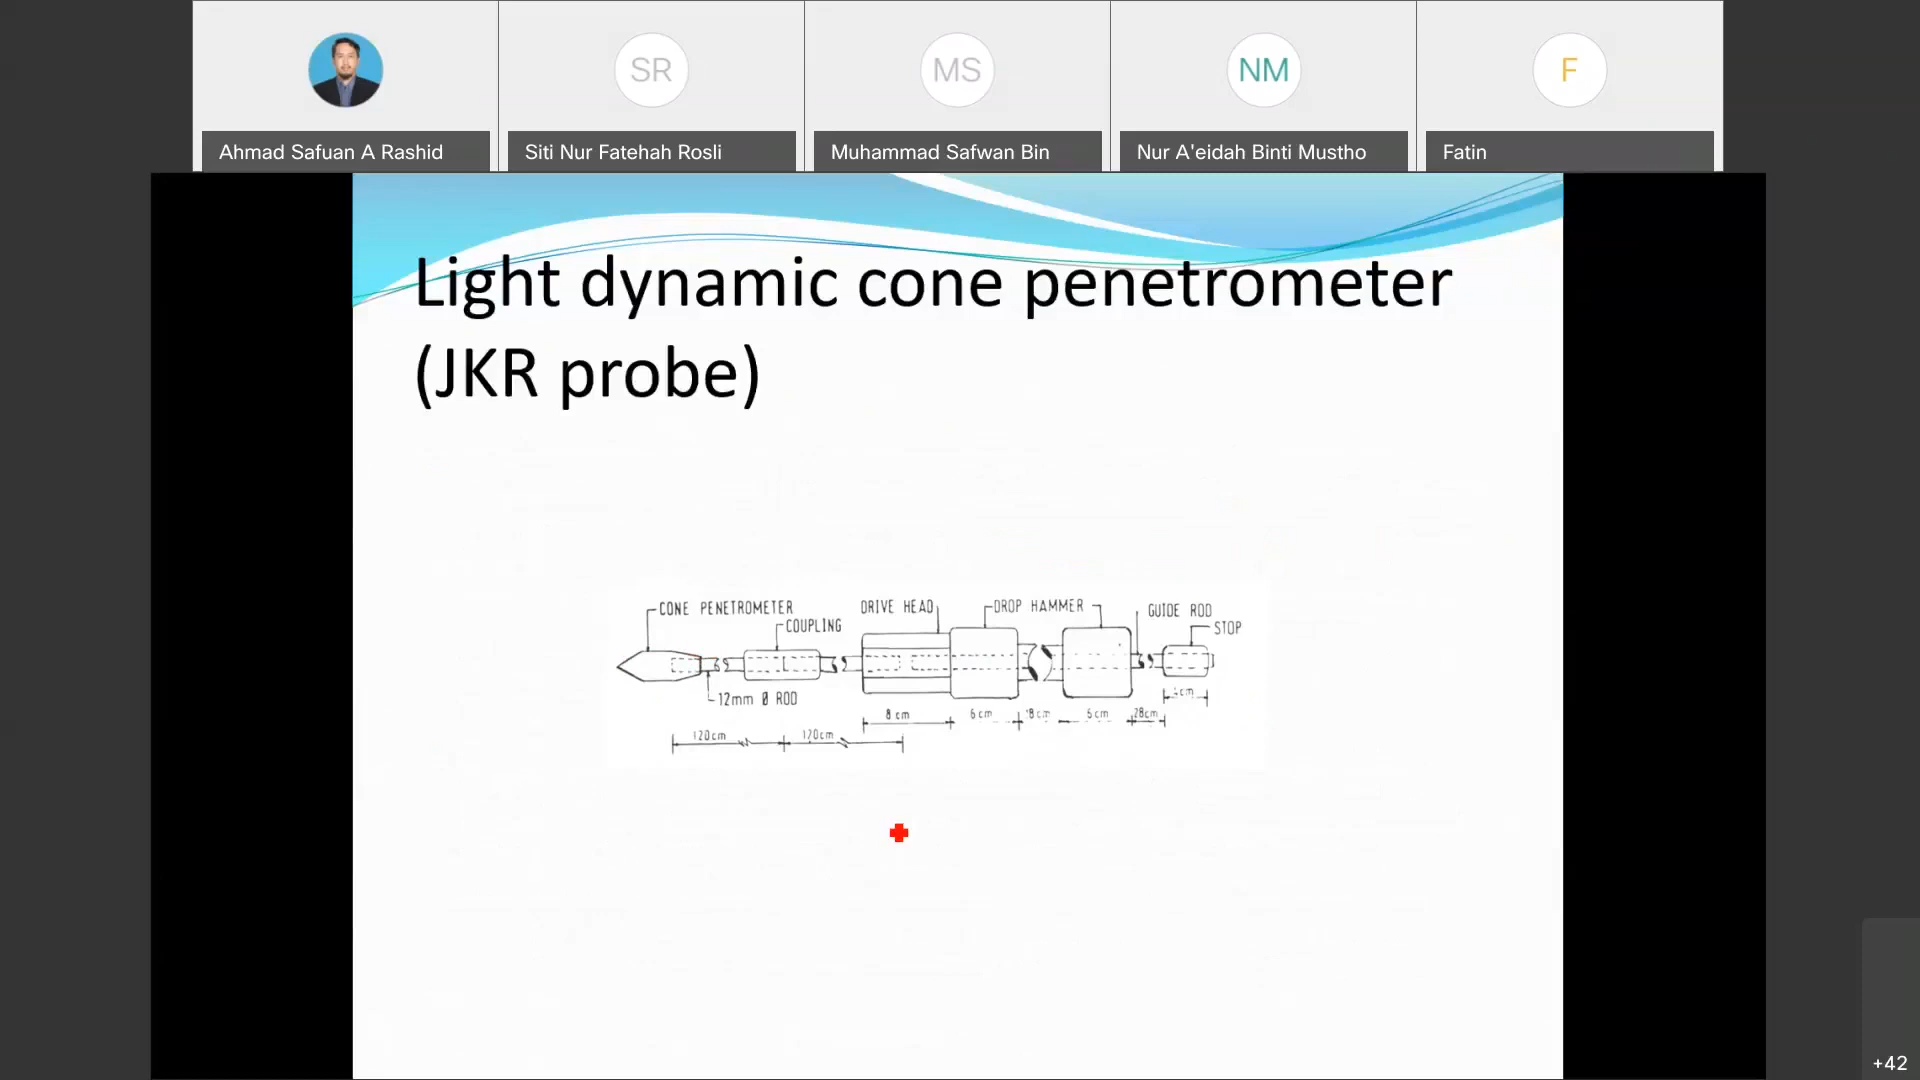 SR
MS
NM
F
Ahmad Safuan A Rashid
Siti Nur Fatehah Rosli
Muhammad Safwan Bin
Nur A'eidah Binti Mustho
Fatin
Light dynamic cone penetrometer
(JKR probe)
CONE PENETROMETER
DRIVE HEAD
DROP HAMMER
GUIDE ROD
COUPLING
STOP
12mm Ø ROD
4cm
8 cm
6 cm
5 cm
28cm
120cm
120cm
+42